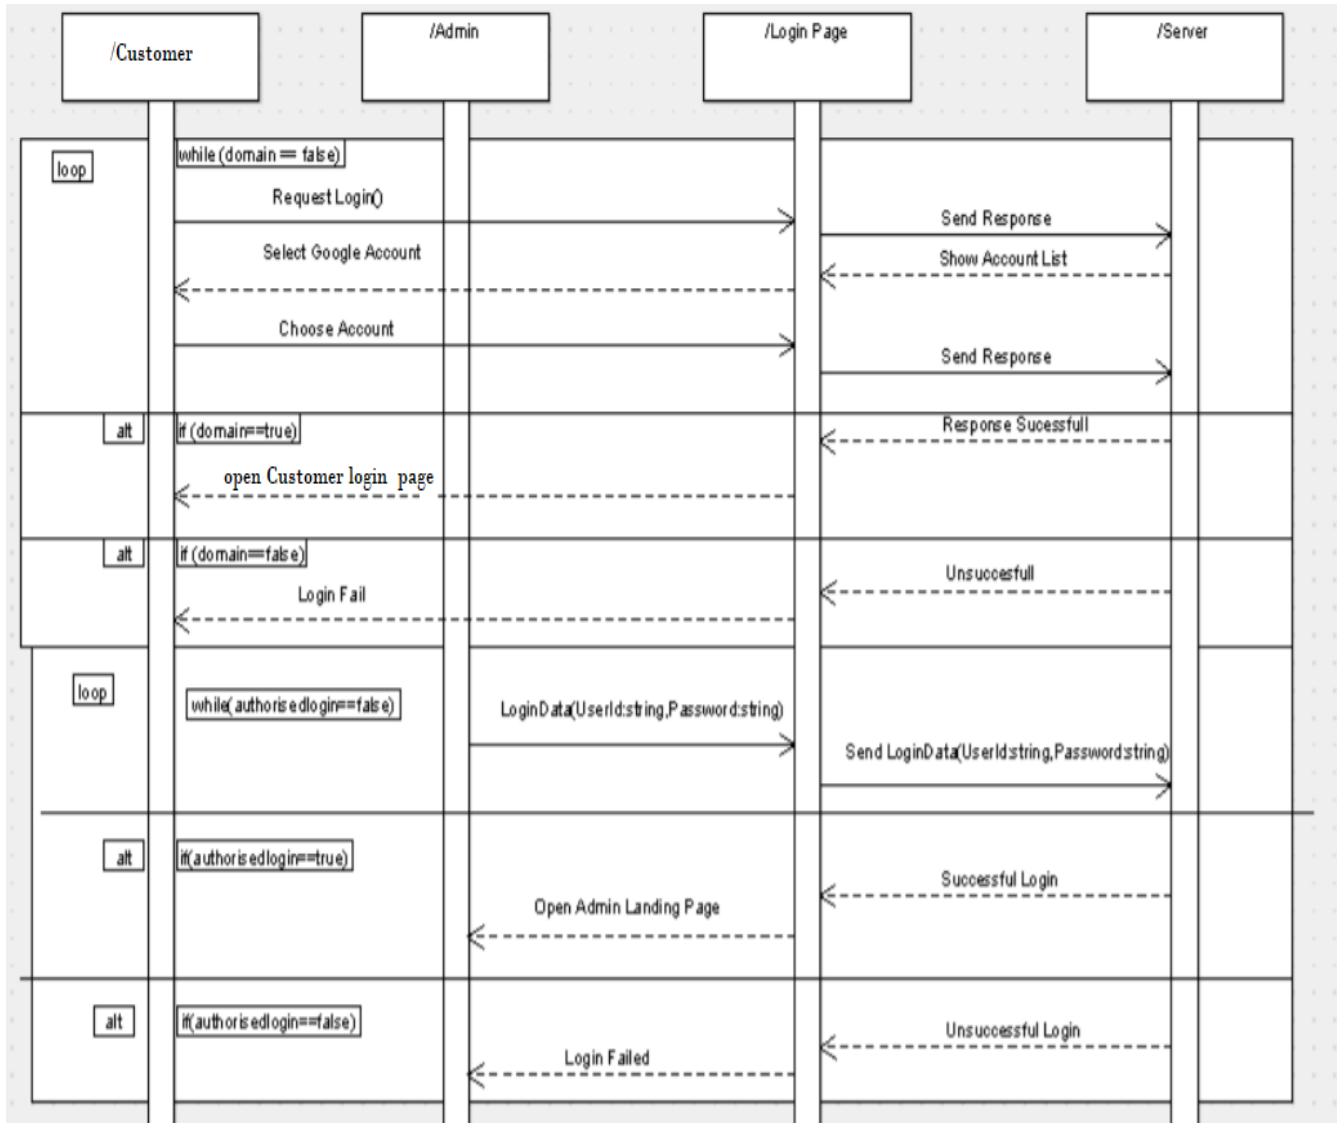 /Customer
/Admin
/Login Page
/Server
loop
while (domain == false)
Request Login()
Send Response
Select Google Account
Show Account List
Choose Account
Send Response
alt
if (domain==true)
Response Sucessfull
open Customer login page
alt
if (domain==false)
Unsuccesfull
Login Fail
loop
while(authorisedlogin==false)
LoginData(UserId:string,Password:string)
Send LoginData(UserId:string,Password:string)
alt
if(authorisedlogin==true)
Successful Login
Open Admin Landing Page
alt
if(authorisedlogin==false)
Unsuccessful Login
Login Failed